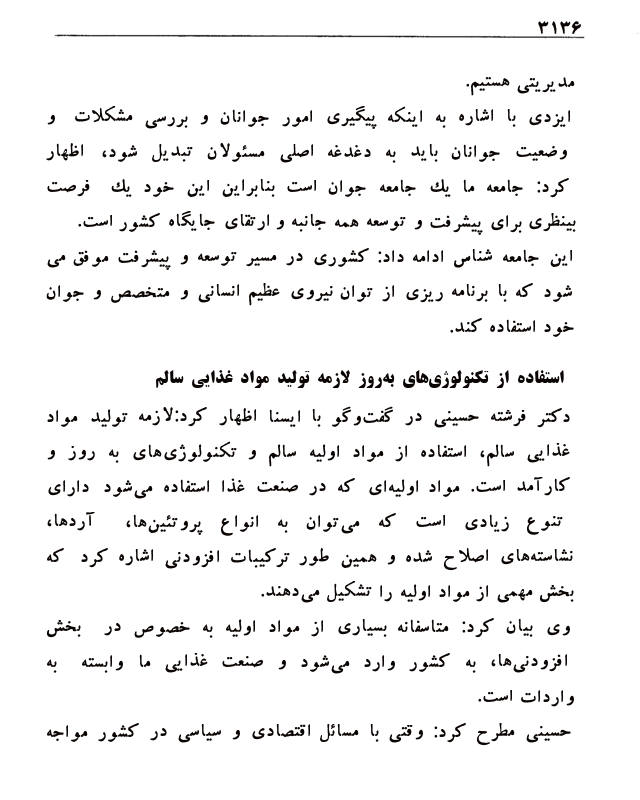 ۳۱۳۶
مدیریتی هستیم.
ایزدی با اشاره به اینکه پیگیری امور جوانان و بررسی مشکلات و
وضعیت جوانان باید به دغدغه اصلی مسئولان تبدیل شود، اظهار
کرد: جامعه ما یك جامعه جوان است بنابراین این خود یك فرصت
بینظری برای پیشرفت و توسعه همه جانبه و ارتقای جایگاه کشور است.
این جامعه شناس ادامه داد: کشوری در مسیر توسعه و پیشرفت موفق می
شود که با برنامه ریزی از توان نیروی عظیم انسانی و متخصص و جوان
خود استفاده کند.
استفاده از تکنولوژی‌های به‌روز لازمه تولید مواد غذایی سالم
دکتر فرشته حسینی در گفت‌وگو با ایسنا اظهار کرد:لازمه تولید مواد
غذایی سالم، استفاده از مواد اولیه سالم و تکنولوژی‌های به روز و
کارآمد است. مواد اولیه‌ای که در صنعت غذا استفاده می‌شود دارای
تنوع زیادی است که می‌توان به انواع پروتئین‌ها، آردها،
نشاسته‌های اصلاح شده و همین طور ترکیبات افزودنی اشاره کرد که
بخش مهمی از مواد اولیه را تشکیل می‌دهند.
وی بیان کرد: متاسفانه بسیاری از مواد اولیه به خصوص در بخش
افزودنی‌ها، به کشور وارد می‌شود و صنعت غذایی ما وابسته به
واردات است.
حسینی مطرح کرد: وقتی با مسائل اقتصادی و سیاسی در کشور مواجه